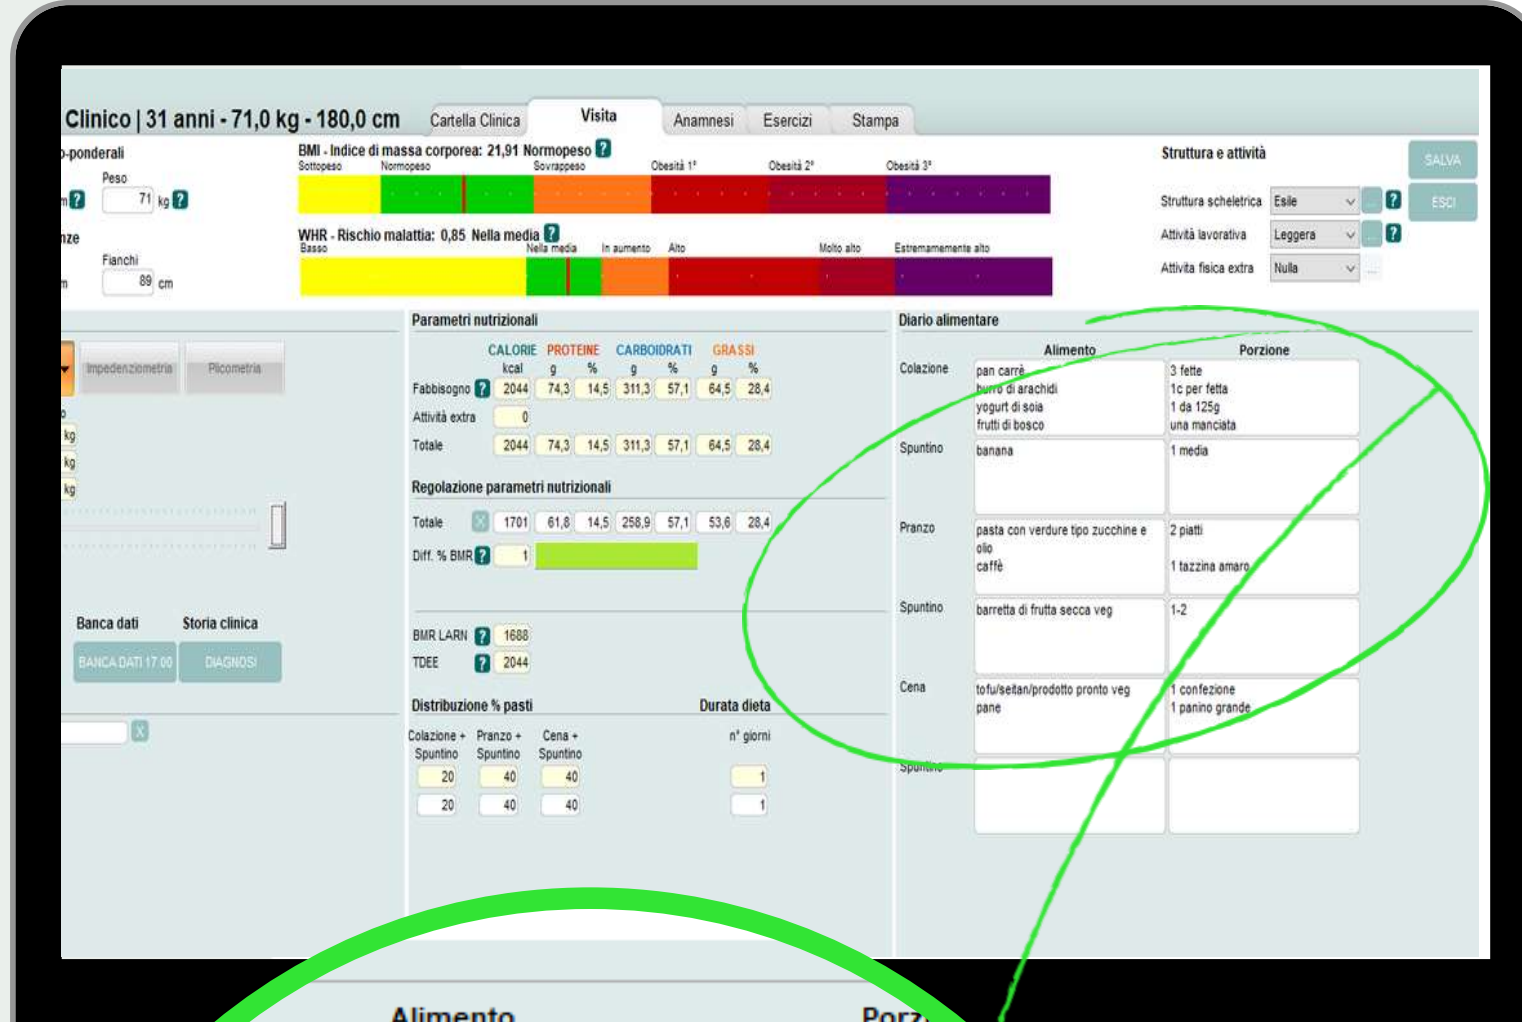 Clinico | 31 anni - 71,0 kg - 180,0 cm
Cartella Clinica Visita Anamnesi Esercizi Stampa
o-ponderali
Peso
m ? 71 kg ?
nze
Fianchi
m 89 cm
BMI - Indice di massa corporea: 21,91 Normopeso ?
Sottopeso Normopeso Sovrappeso Obesità 1° Obesità 2° Obesità 3°
WHR - Rischio malattia: 0,85 Nella media ?
Basso Nella media In aumento Alto Molto alto Estremamemente alto
Struttura e attività
Struttura scheletrica Esile ... ?
Attività lavorativa Leggera ... ?
Attivita fisica extra Nulla ...
SALVA
ESCI
Impedenziometria Plicometria
o
kg
kg
kg
Banca dati Storia clinica
BANCA DATI 17.00 DIAGNOSI
X
Parametri nutrizionali
CALORIE PROTEINE CARBOIDRATI GRASSI
kcal g % g % g %
Fabbisogno ? 2044 74,3 14,5 311,3 57,1 64,5 28,4
Attività extra 0
Totale 2044 74,3 14,5 311,3 57,1 64,5 28,4
Regolazione parametri nutrizionali
Totale X 1701 61,8 14,5 258,9 57,1 53,6 28,4
Diff. % BMR ? 1
BMR LARN ? 1688
TDEE ? 2044
Distribuzione % pasti Durata dieta
Colazione + Pranzo + Cena + n° giorni
Spuntino Spuntino Spuntino
20 40 40 1
20 40 40 1
Diario alimentare
Alimento Porzione
Colazione pan carrè 3 fette
burro di arachidi 1c per fetta
yogurt di soia 1 da 125g
frutti di bosco una manciata
Spuntino banana 1 media
Pranzo pasta con verdure tipo zucchine e 2 piatti
olio
caffè 1 tazzina amaro
Spuntino barretta di frutta secca veg 1-2
Cena tofu/seitan/prodotto pronto veg 1 confezione
pane 1 panino grande
Spuntino
Alimento Porz